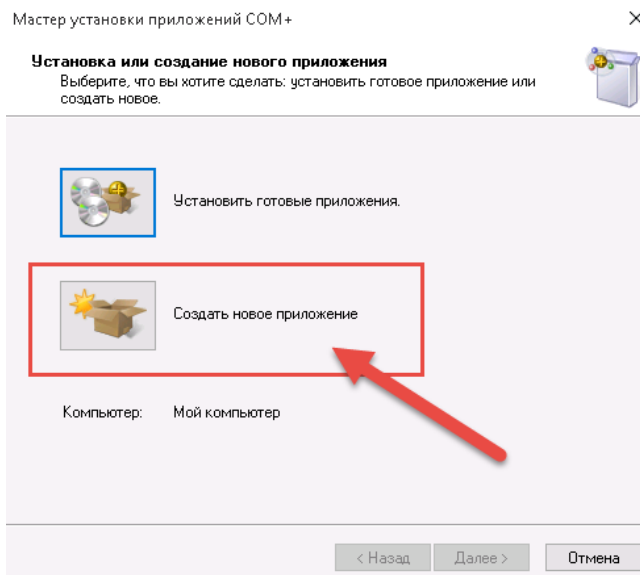 Мастер установки приложений COM+
Установка или создание нового приложения
Выберите, что вы хотите сделать: установить готовое приложение или
создать новое.
Установить готовые приложения.
Создать новое приложение
Компьютер: Мой компьютер
< Назад Далее > Отмена